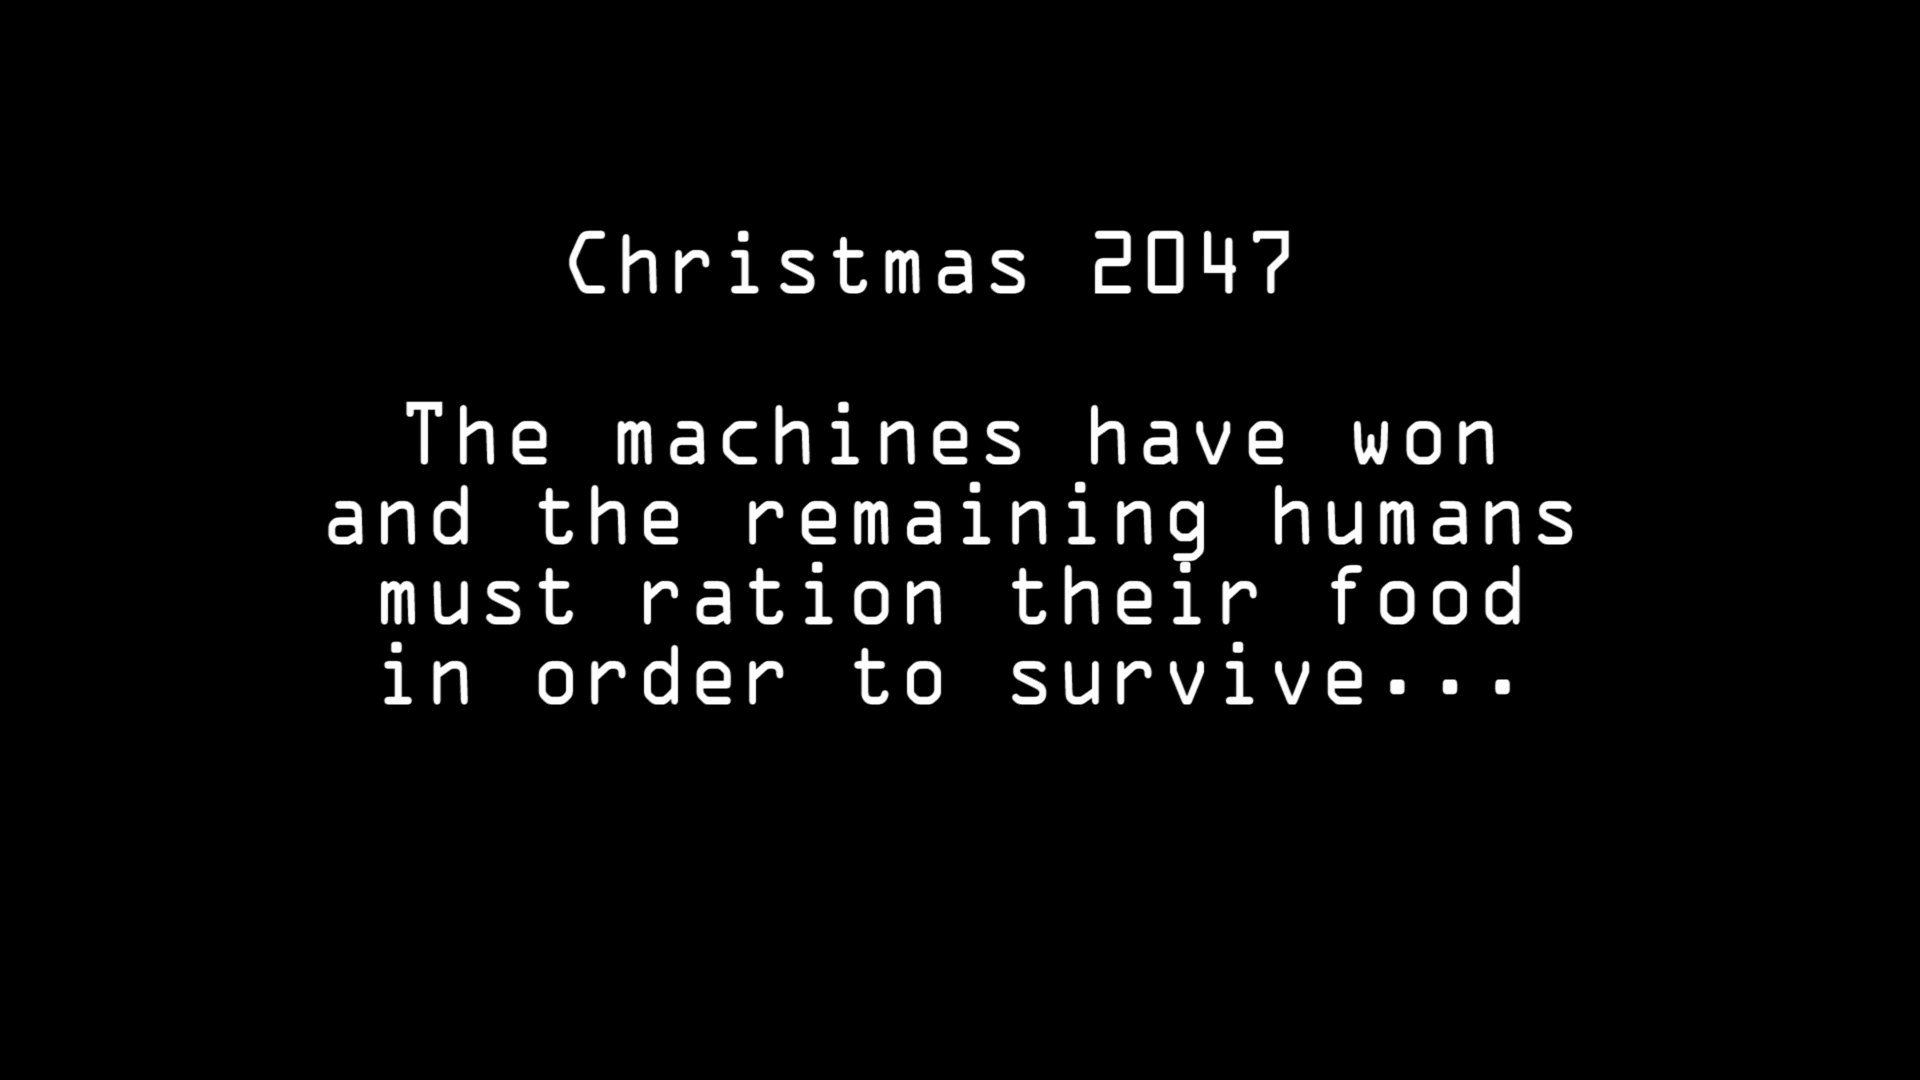 Christmas 2047
The machines have won
and the remaining humans
must ration their food
in order to survive...